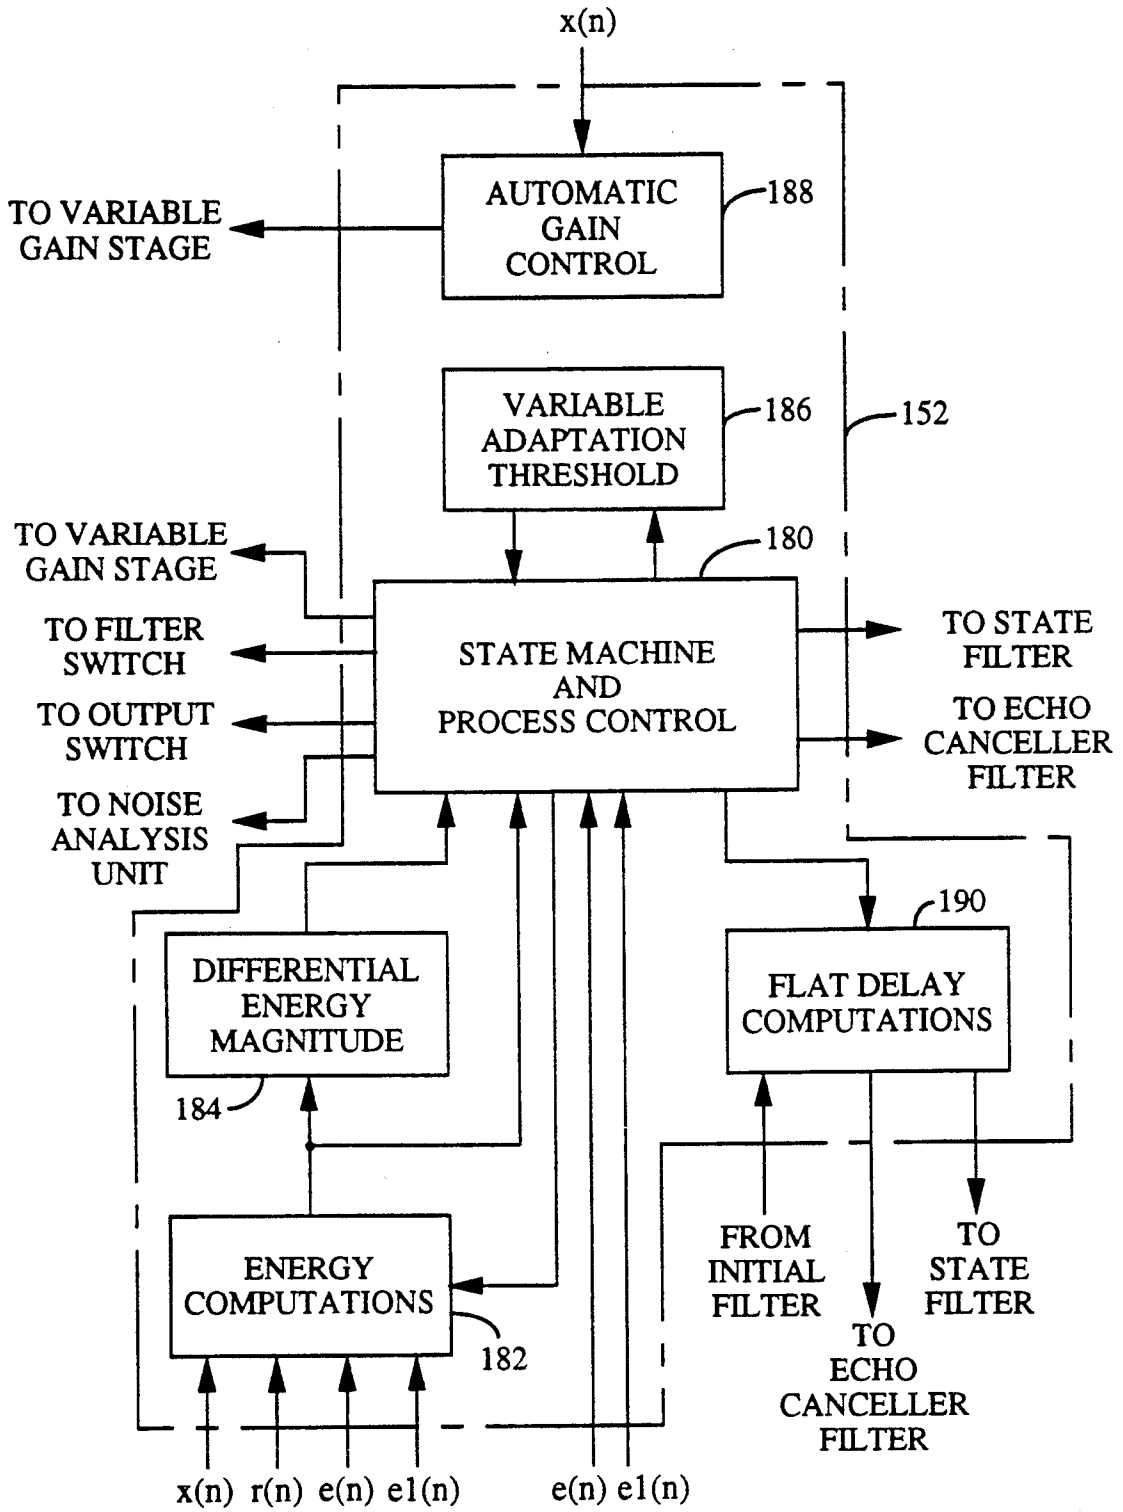 x(n)
AUTOMATIC
GAIN
CONTROL
188
TO VARIABLE
GAIN STAGE
VARIABLE
ADAPTATION
THRESHOLD
186
152
180
TO VARIABLE
GAIN STAGE
TO FILTER
SWITCH
TO OUTPUT
SWITCH
TO NOISE
ANALYSIS
UNIT
STATE MACHINE
AND
PROCESS CONTROL
TO STATE
FILTER
TO ECHO
CANCELLER
FILTER
190
DIFFERENTIAL
ENERGY
MAGNITUDE
184
FLAT DELAY
COMPUTATIONS
ENERGY
COMPUTATIONS
182
FROM
INITIAL
FILTER
TO
STATE
FILTER
TO
ECHO
CANCELLER
FILTER
x(n) r(n) e(n) e1(n)
e(n) e1(n)